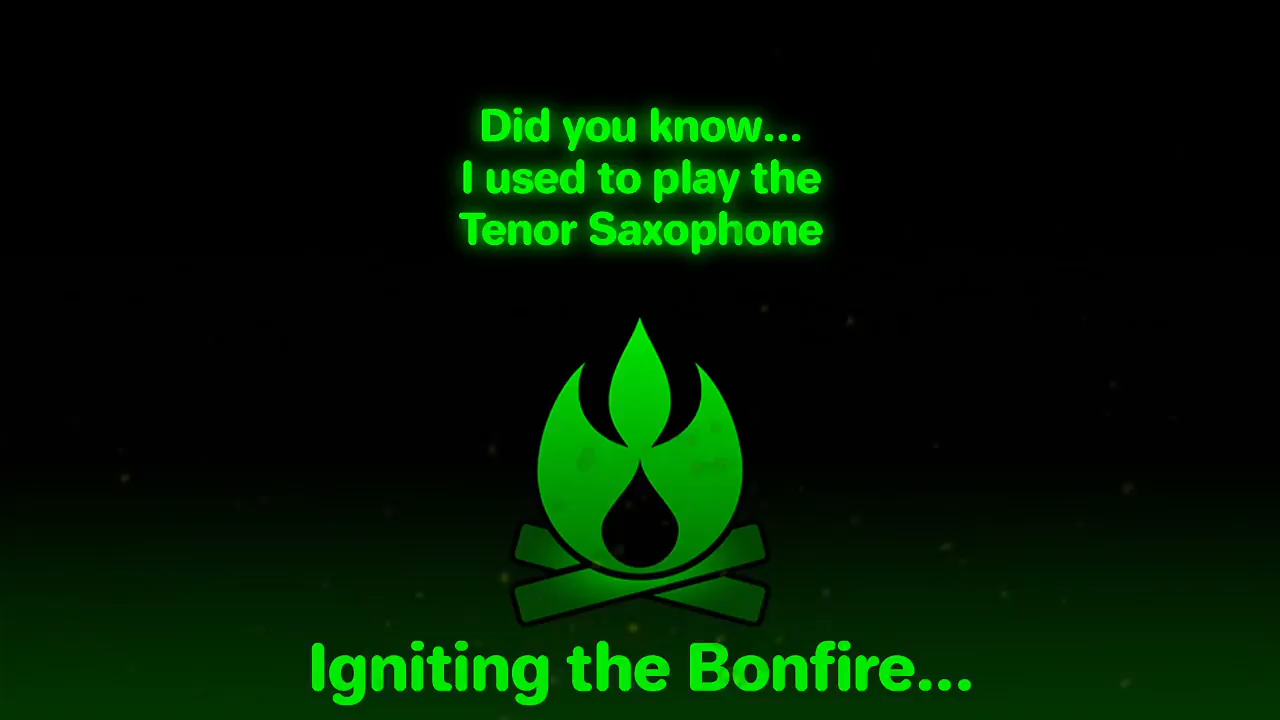 Did you know...
I used to play the
Tenor Saxophone
Igniting the Bonfire...